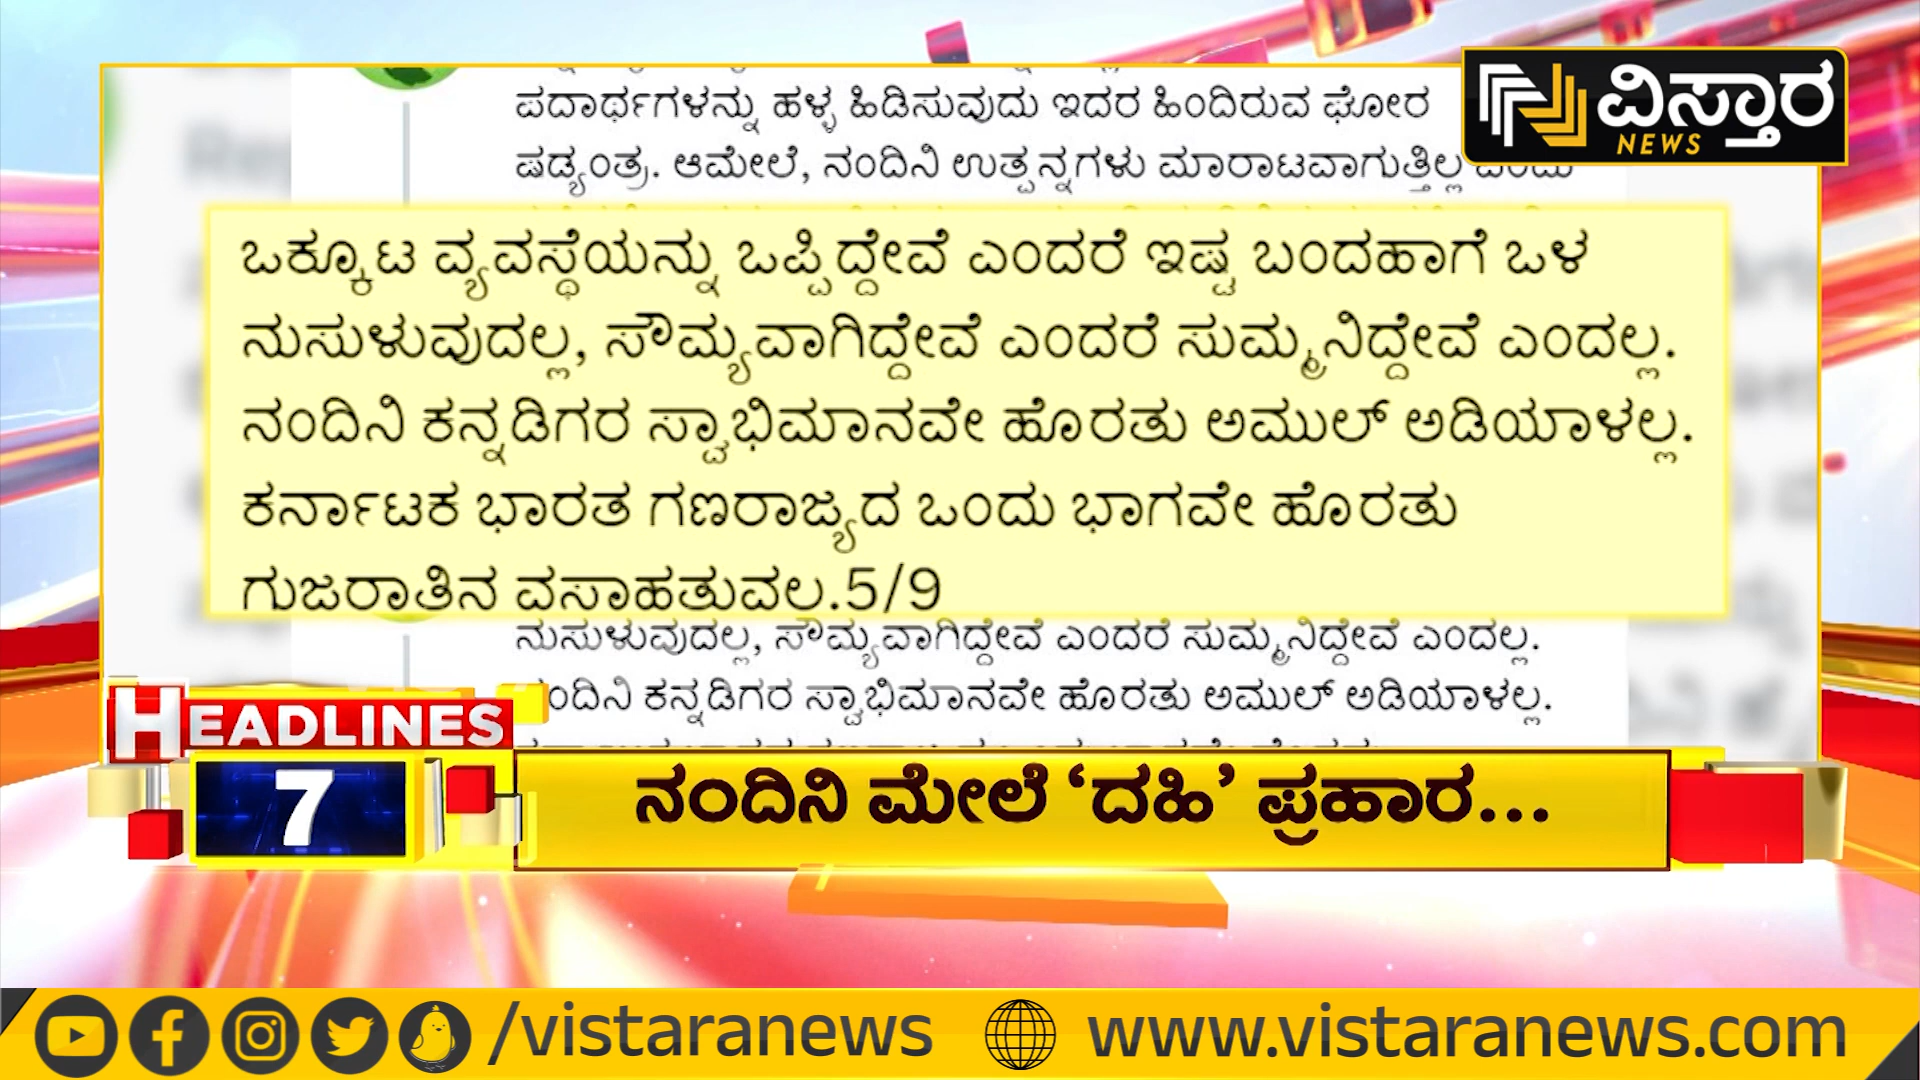 ಪದಾರ್ಥಗಳನ್ನು ಹಳ್ಳ ಹಿಡಿಸುವುದು ಇದರ ಹಿಂದಿರುವ ಘೋರ
ಷಡ್ಯಂತ್ರ. ಆಮೇಲೆ, ನಂದಿನಿ ಉತ್ಪನ್ನಗಳು ಮಾರಾಟವಾಗುತ್ತಿಲ್ಲ
ವಿಸ್ತಾರ
NEWS
ಒಕ್ಕೂಟ ವ್ಯವಸ್ಥೆಯನ್ನು ಒಪ್ಪಿದ್ದೇವೆ ಎಂದರೆ ಇಷ್ಟ ಬಂದಹಾಗೆ ಒಳ
ನುಸುಳುವುದಲ್ಲ, ಸೌಮ್ಯವಾಗಿದ್ದೇವೆ ಎಂದರೆ ಸುಮ್ಮನಿದ್ದೇವೆ ಎಂದಲ್ಲ.
ನಂದಿನಿ ಕನ್ನಡಿಗರ ಸ್ವಾಭಿಮಾನವೇ ಹೊರತು ಅಮುಲ್ ಅಡಿಯಾಳಲ್ಲ.
ಕರ್ನಾಟಕ ಭಾರತ ಗಣರಾಜ್ಯದ ಒಂದು ಭಾಗವೇ ಹೊರತು
ಗುಜರಾತಿನ ವಸಾಹತುವಲ್ಲ.5/9
ನುಸುಳುವುದಲ್ಲ, ಸೌಮ್ಯವಾಗಿದ್ದೇವೆ ಎಂದರೆ ಸುಮ್ಮನಿದ್ದೇವೆ ಎಂದಲ್ಲ.
ಕನ್ನಡಿಗರ ಸ್ವಾಭಿಮಾನವೇ ಹೊರತು ಅಮುಲ್ ಅಡಿಯಾಳಲ್ಲ.
HEADLINES
7
ನಂದಿನಿ ಮೇಲೆ ‘ದಹಿ’ ಪ್ರಹಾರ...
/vistaranews
www.vistaranews.com